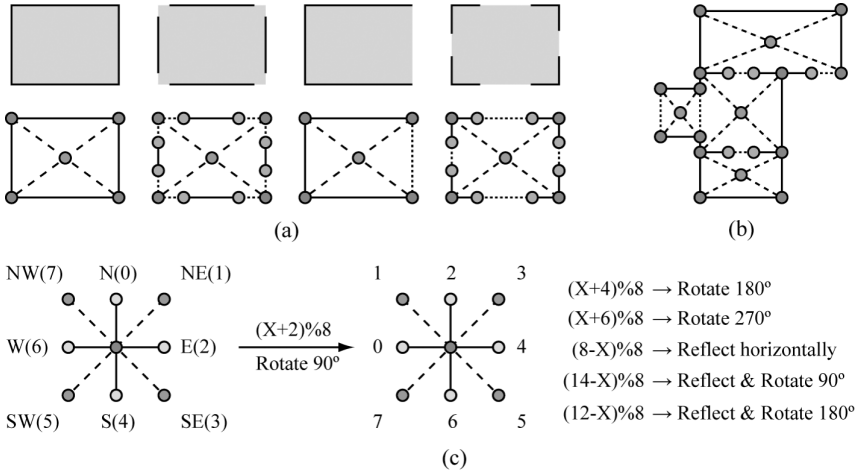 (a)
(b)
NW(7) N(0) NE(1)
W(6) E(2)
SW(5) S(4) SE(3)
(X+2)%8
Rotate 90º
1 2 3
0 4
7 6 5
(X+4)%8 → Rotate 180º
(X+6)%8 → Rotate 270º
(8-X)%8 → Reflect horizontally
(14-X)%8 → Reflect & Rotate 90º
(12-X)%8 → Reflect & Rotate 180º
(c)